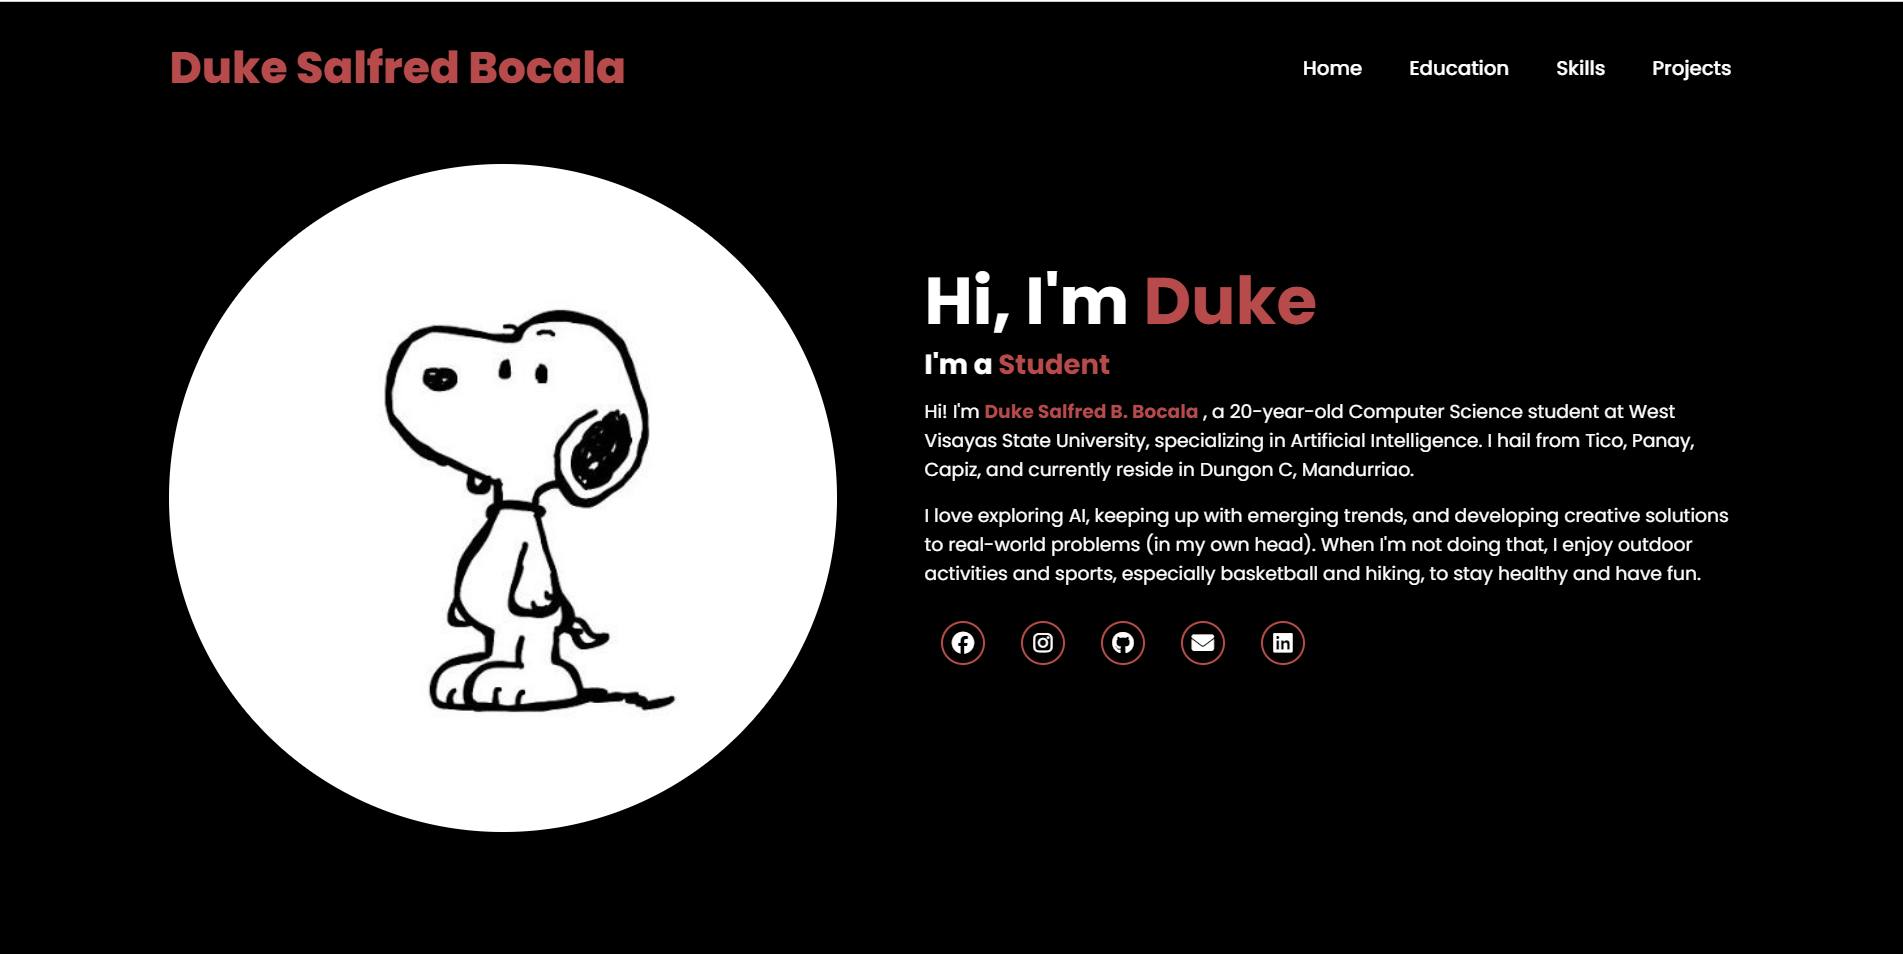 Duke Salfred Bocala
Home
Education
Skills
Projects
Hi, I'm Duke
I'm a Student
Hi! I'm Duke Salfred B. Bocala , a 20-year-old Computer Science student at West
Visayas State University, specializing in Artificial Intelligence. I hail from Tico, Panay,
Capiz, and currently reside in Dungon C, Mandurriao.
I love exploring AI, keeping up with emerging trends, and developing creative solutions
to real-world problems (in my own head). When I'm not doing that, I enjoy outdoor
activities and sports, especially basketball and hiking, to stay healthy and have fun.